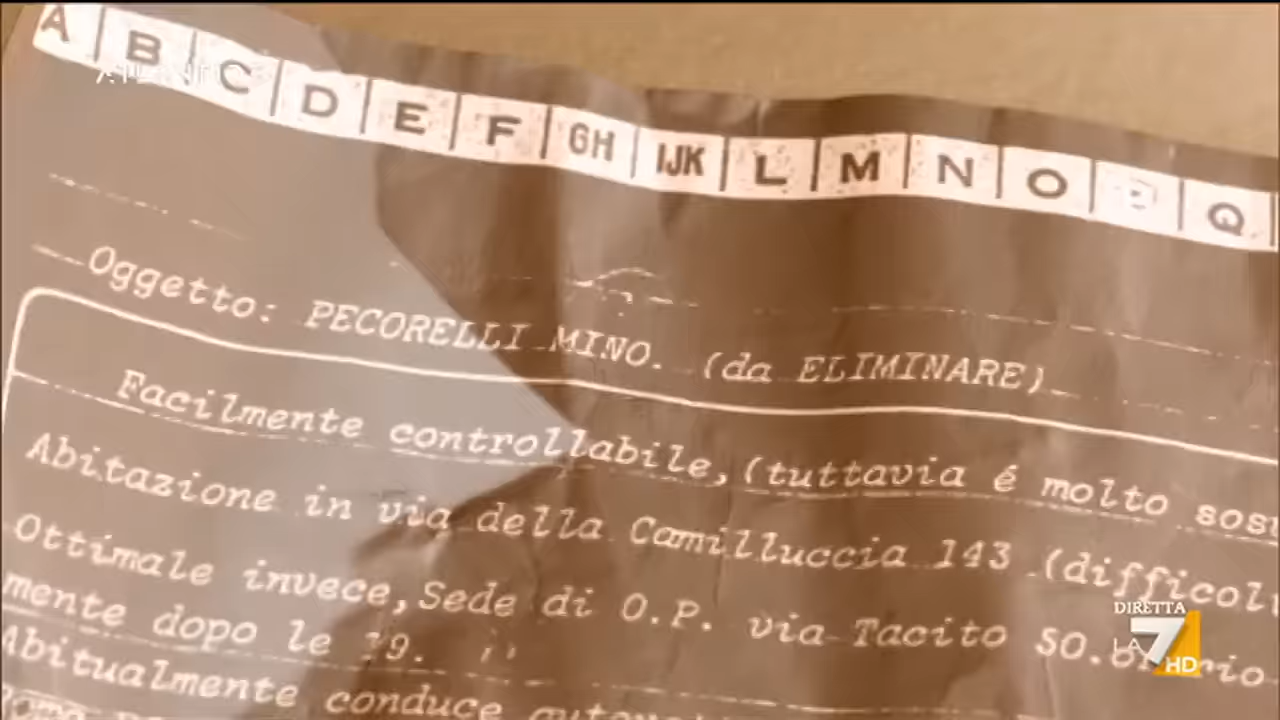 A B C D E F GH IJK L M N O P Q
Oggetto: PECORELLI MINO. (da ELIMINARE)
Facilmente controllabile, (tuttavia é molto
Abitazione in via della Camilluccia 143
Ottimale invece, Sede di O.P. via Tacito 50.
mente dopo le 19.
Abitualmente conduce
DIRETTA
LA7 HD